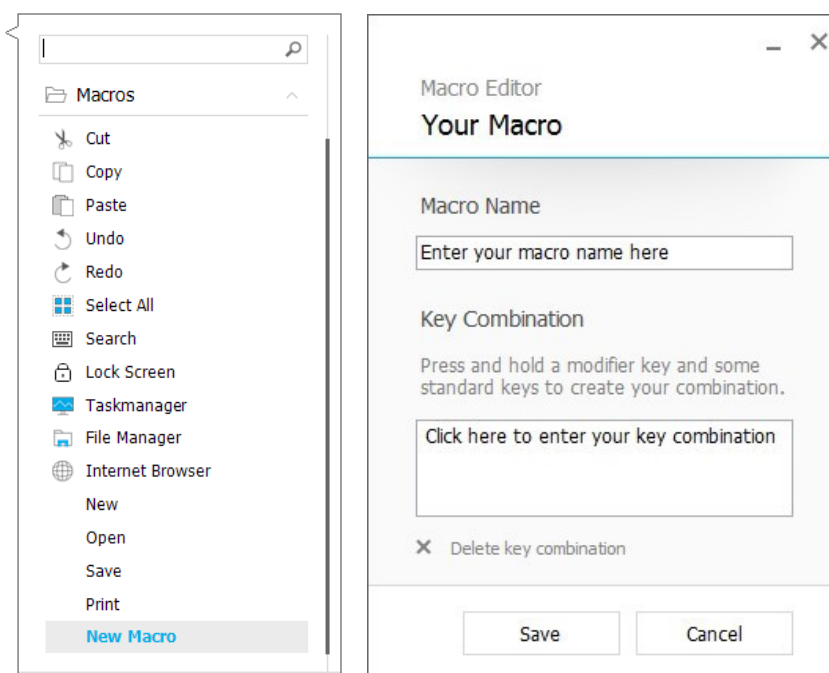 Macros
Cut
Copy
Paste
Undo
Redo
Select All
Search
Lock Screen
Taskmanager
File Manager
Internet Browser
New
Open
Save
Print
New Macro
Macro Editor
Your Macro
Macro Name
Enter your macro name here
Key Combination
Press and hold a modifier key and some
standard keys to create your combination.
Click here to enter your key combination
Delete key combination
Save Cancel